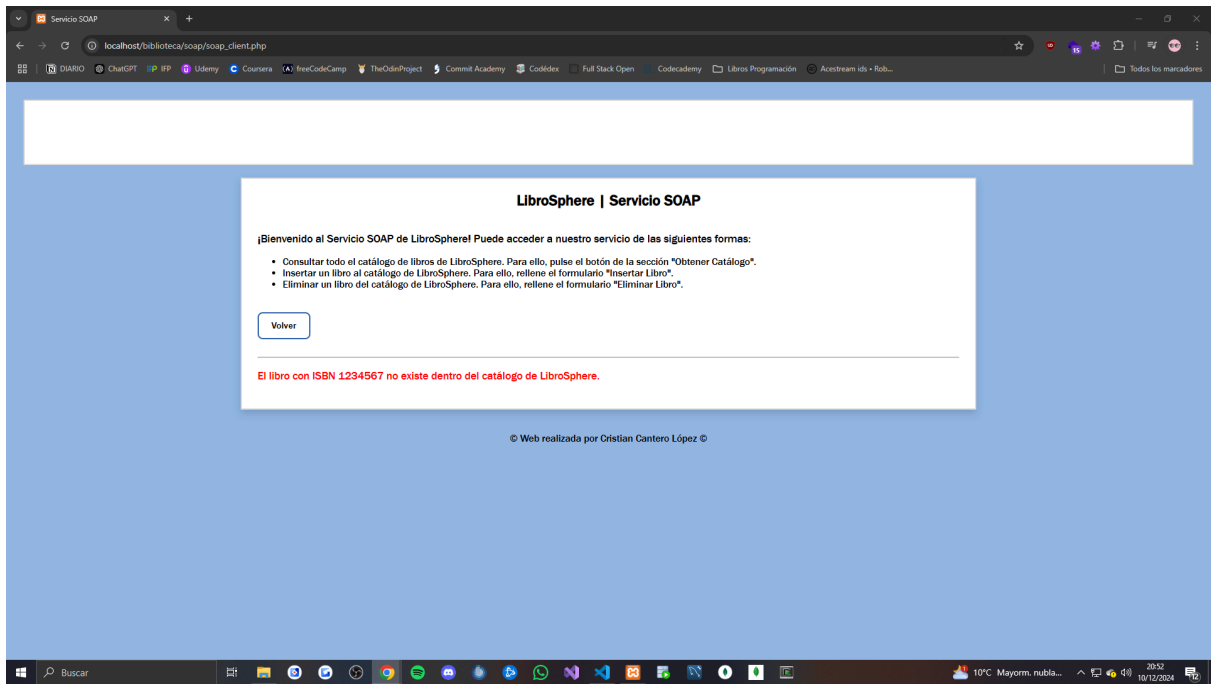 Servicio SOAP
localhost/biblioteca/soap/soap_client.php
15
DIARIO ChatGPT IFP Udemy Coursera freeCodeCamp TheOdinProject Commit Academy Codédex Full Stack Open Codecademy Libros Programación Acestream ids • Rob... Todos los marcadores
LibroSphere | Servicio SOAP
¡Bienvenido al Servicio SOAP de LibroSphere! Puede acceder a nuestro servicio de las siguientes formas:
• Consultar todo el catálogo de libros de LibroSphere. Para ello, pulse el botón de la sección "Obtener Catálogo".
• Insertar un libro al catálogo de LibroSphere. Para ello, rellene el formulario "Insertar Libro".
• Eliminar un libro del catálogo de LibroSphere. Para ello, rellene el formulario "Eliminar Libro".
Volver
El libro con ISBN 1234567 no existe dentro del catálogo de LibroSphere.
© Web realizada por Cristian Cantero López ©
Buscar
10°C Mayorm. nubla...
20:52
10/12/2024